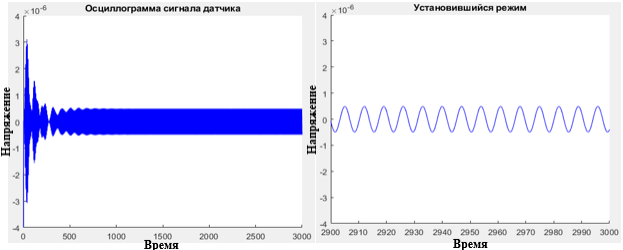 Осциллограмма сигнала датчика
×10⁻⁶
4
3
2
1
0
-1
-2
-3
-4
0 500 1000 1500 2000 2500 3000
Напряжение
Время
Установившийся режим
×10⁻⁶
4
3
2
1
0
-1
-2
-3
-4
2900 2910 2920 2930 2940 2950 2960 2970 2980 2990 3000
Напряжение
Время